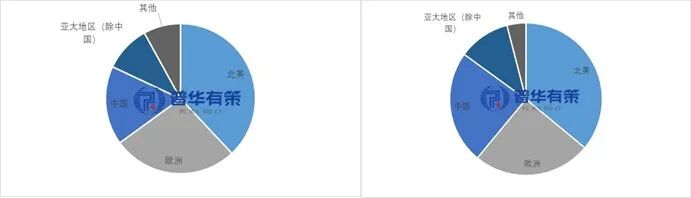 其他
亚太地区（除中
国）
北美
中国
普华有策
欧洲
其他
亚太地区（除中
国）
北美
中国
普华有策
欧洲